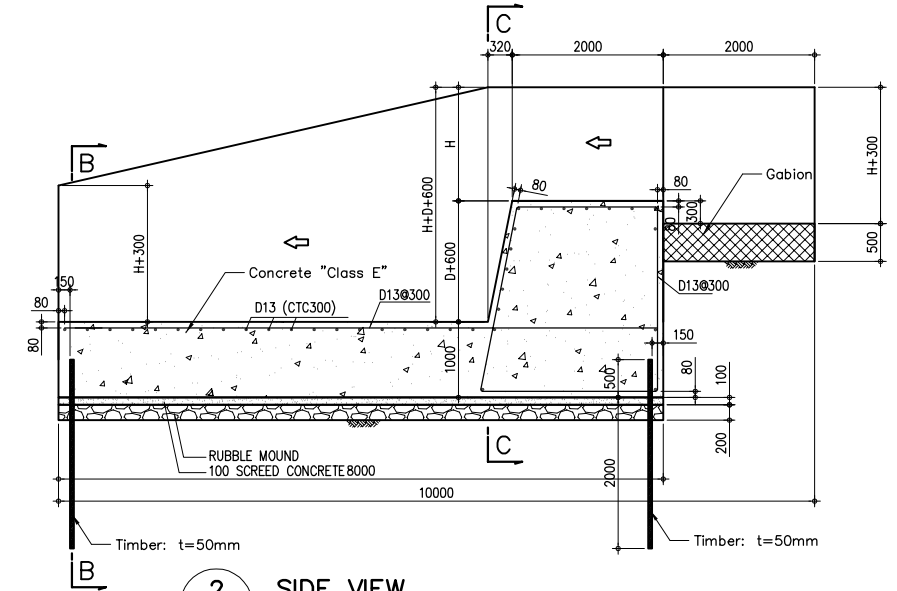 C
320
2000
2000
B
H
H+D+600
H+300
80
80
Gabion
300
80
500
D+600
H+300
Concrete "Class E"
150
D13 (CTC300)
D13@300
D13@300
80
80
150
1000
500
80
100
C
200
RUBBLE MOUND
100 SCREED CONCRETE 8000
2000
10000
Timber: t=50mm
Timber: t=50mm
B
2
SIDE VIEW